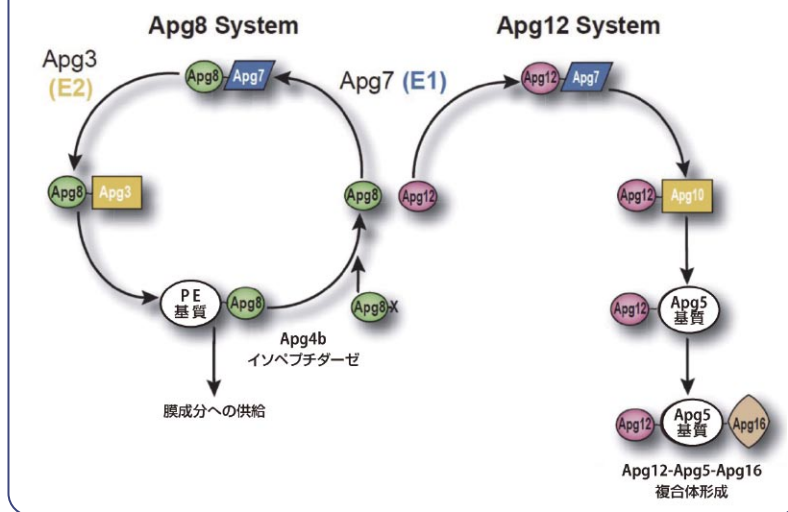 Apg8 System
Apg3
(E2)
Apg8
Apg7
Apg8
Apg3
Apg8
PE
基質
Apg8
Apg8-X
Apg4b
イソペプチダーゼ
膜成分への供給
Apg12 System
Apg7 (E1)
Apg12
Apg7
Apg12
Apg12
Apg10
Apg12
Apg5
基質
Apg12
Apg5
基質
Apg16
Apg12-Apg5-Apg16
複合体形成